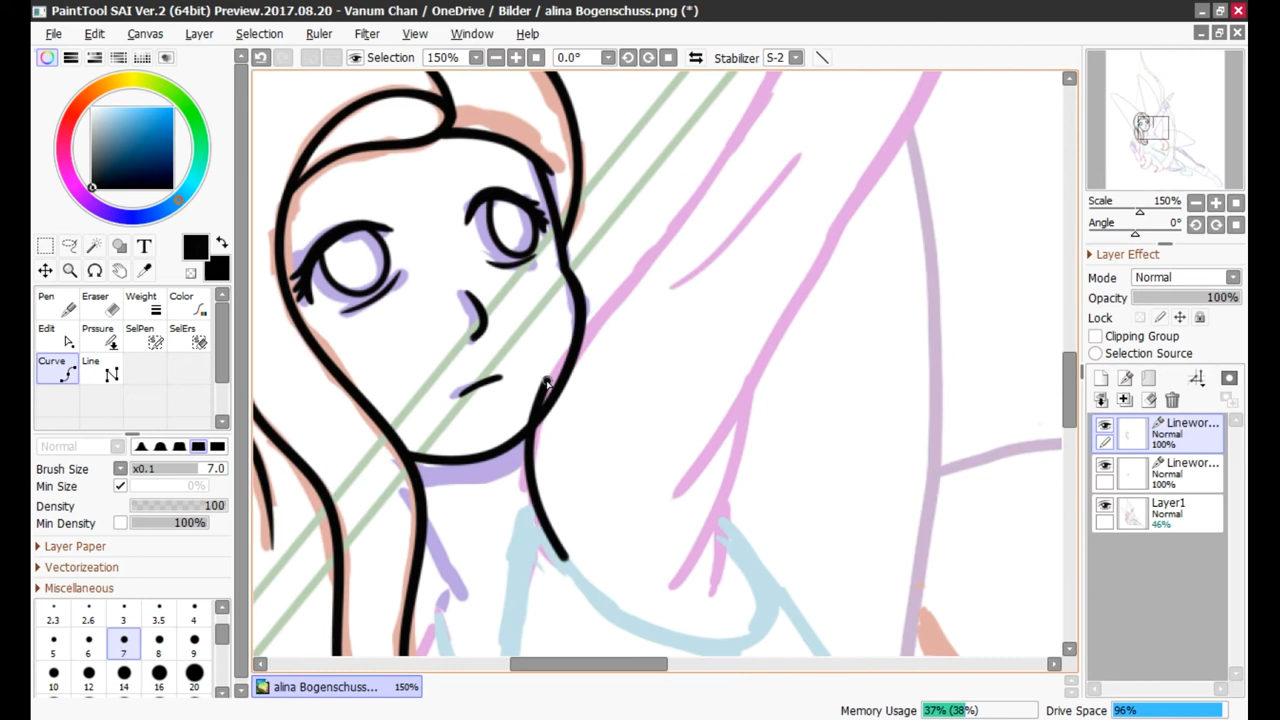 PaintTool SAI Ver.2 (64bit) Preview.2017.08.20 - Vanum Chan / OneDrive / Bilder / alina Bogenschuss.png (*)
File Edit Canvas Layer Selection Ruler Filter View Window Help
Selection 150% 0.0° Stabilizer S-2
Scale 150%
Angle 0°
Layer Effect
Mode Normal
Opacity 100%
Lock
Clipping Group
Selection Source
Linewor...
Normal
100%
Linewor...
Normal
100%
Layer1
Normal
46%
T
Pen Eraser Weight Color
Edit Prssure SelPen SelErs
Curve Line
Normal
Brush Size x0.1 7.0
Min Size 0%
Density 100
Min Density 100%
Layer Paper
Vectorization
Miscellaneous
2.3 2.6 3 3.5 4
5 6 7 8 9
10 12 14 16 20
alina Bogenschuss... 150%
Memory Usage 37% (38%) Drive Space 96%